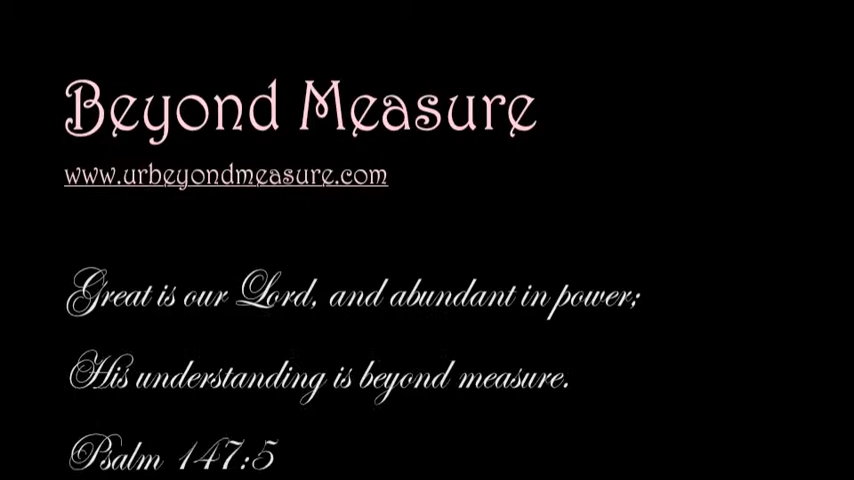 Beyond Measure
www.urbeyondmeasure.com
Great is our Lord, and abundant in power;
His understanding is beyond measure.
Psalm 147:5